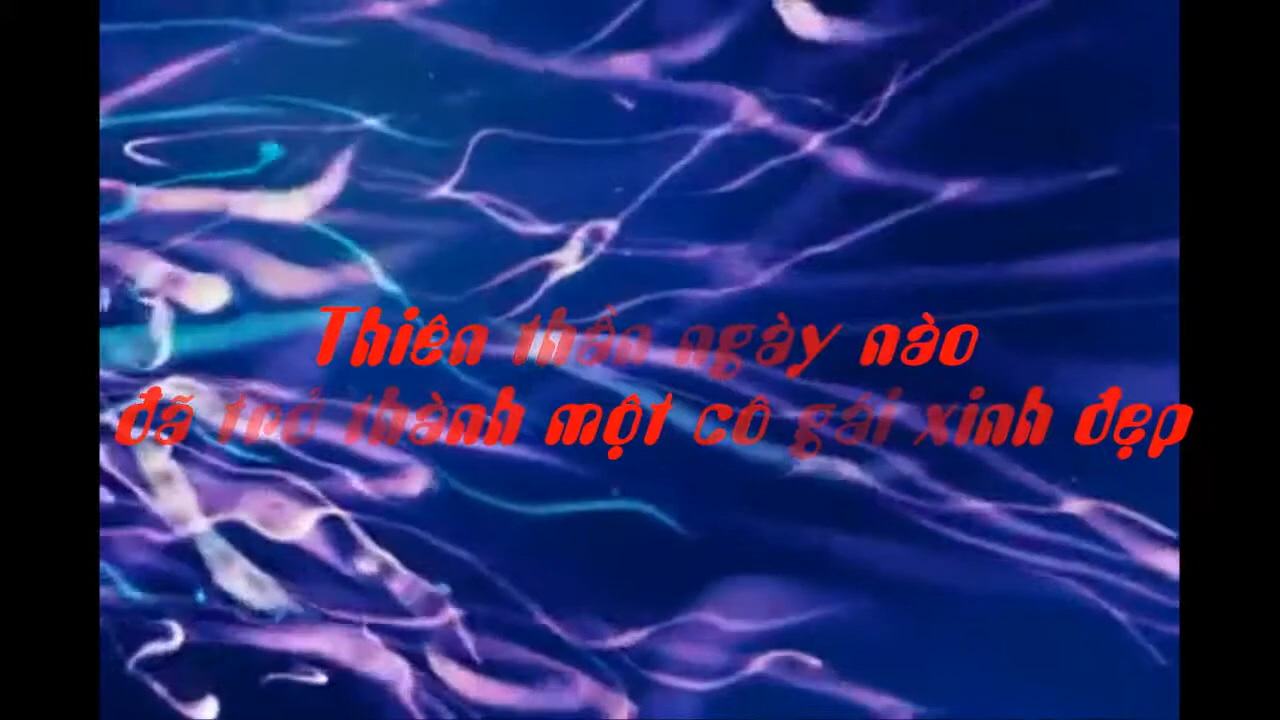 Thiên thần ngày nào
đã trở thành một cô gái xinh đẹp